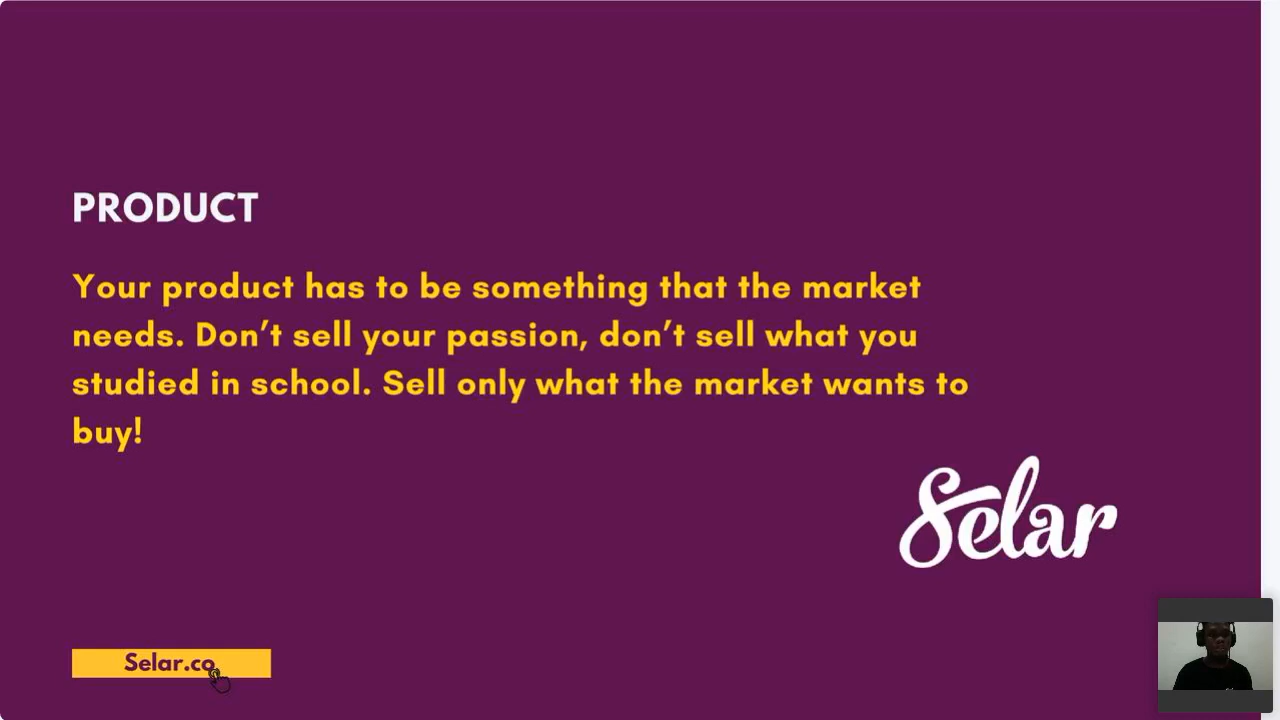 PRODUCT
Your product has to be something that the market
needs. Don’t sell your passion, don’t sell what you
studied in school. Sell only what the market wants to
buy!
Selar
Selar.co